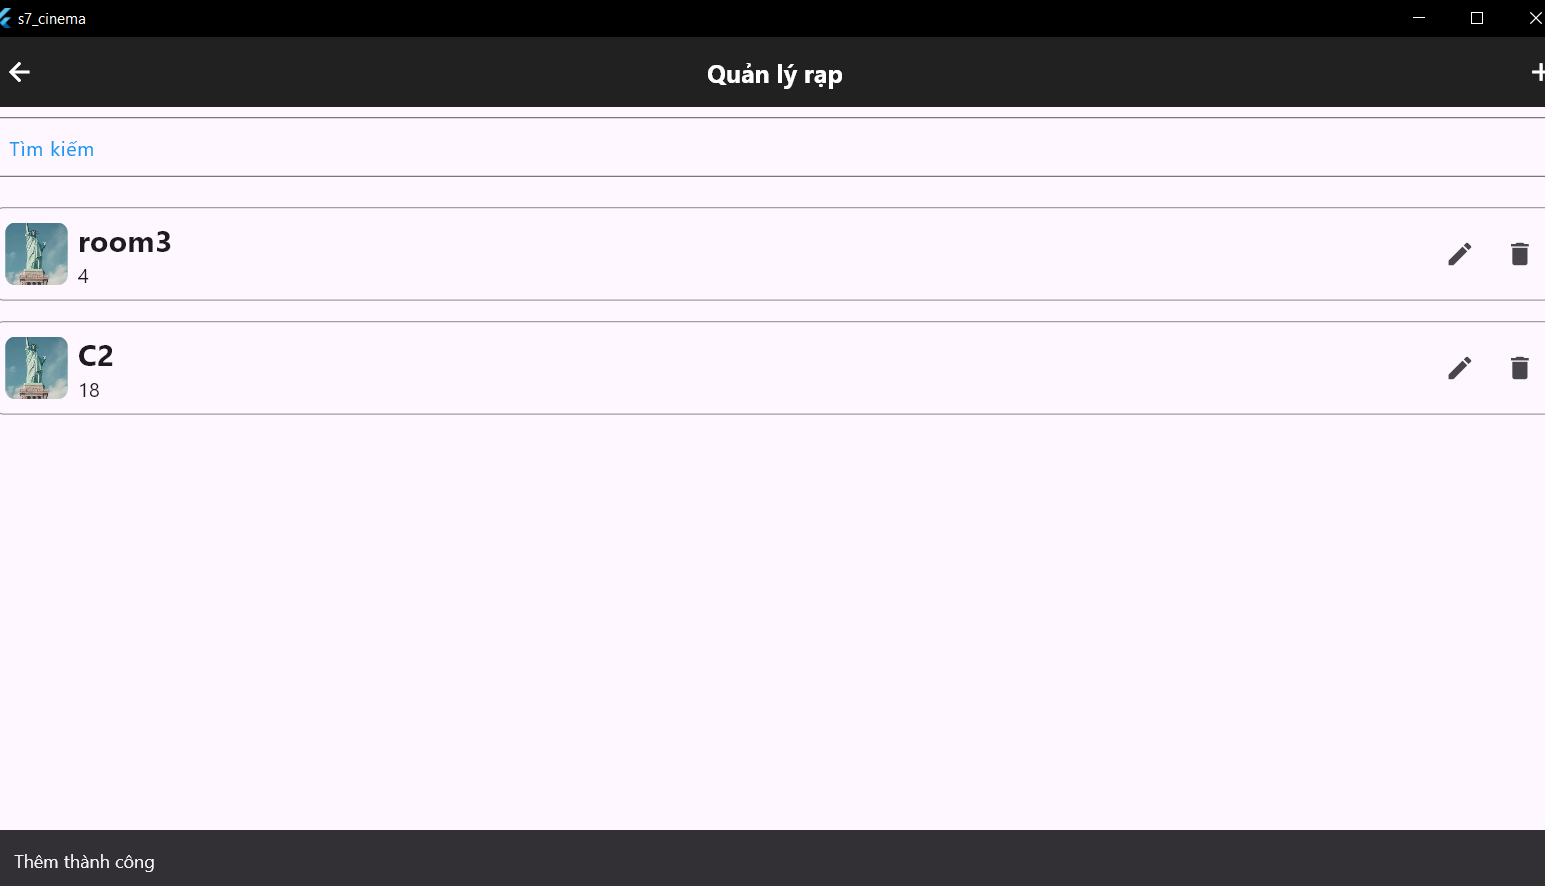 s7_cinema
Quản lý rạp
Tìm kiếm
room3
4
C2
18
Thêm thành công